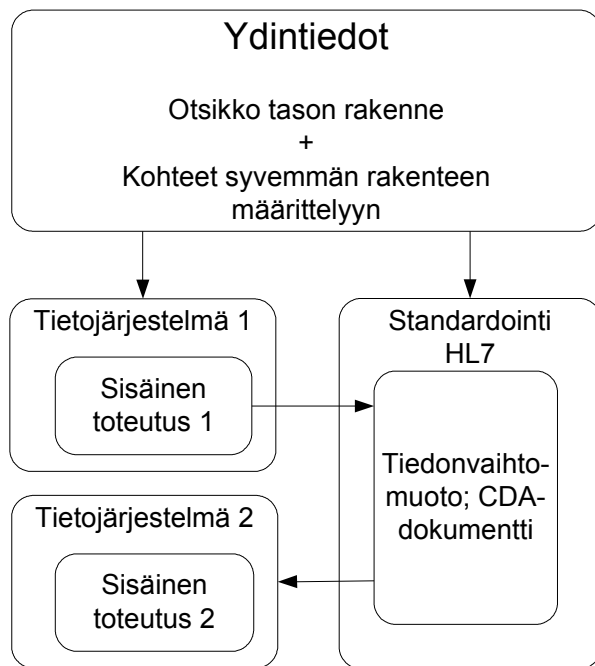 Ydintiedot
Otsikko tason rakenne
+
Kohteet syvemmän rakenteen
määrittelyyn
Tietojärjestelmä 1
Sisäinen
toteutus 1
Standardointi
HL7
Tiedonvaihto-
muoto; CDA-
dokumentti
Tietojärjestelmä 2
Sisäinen
toteutus 2